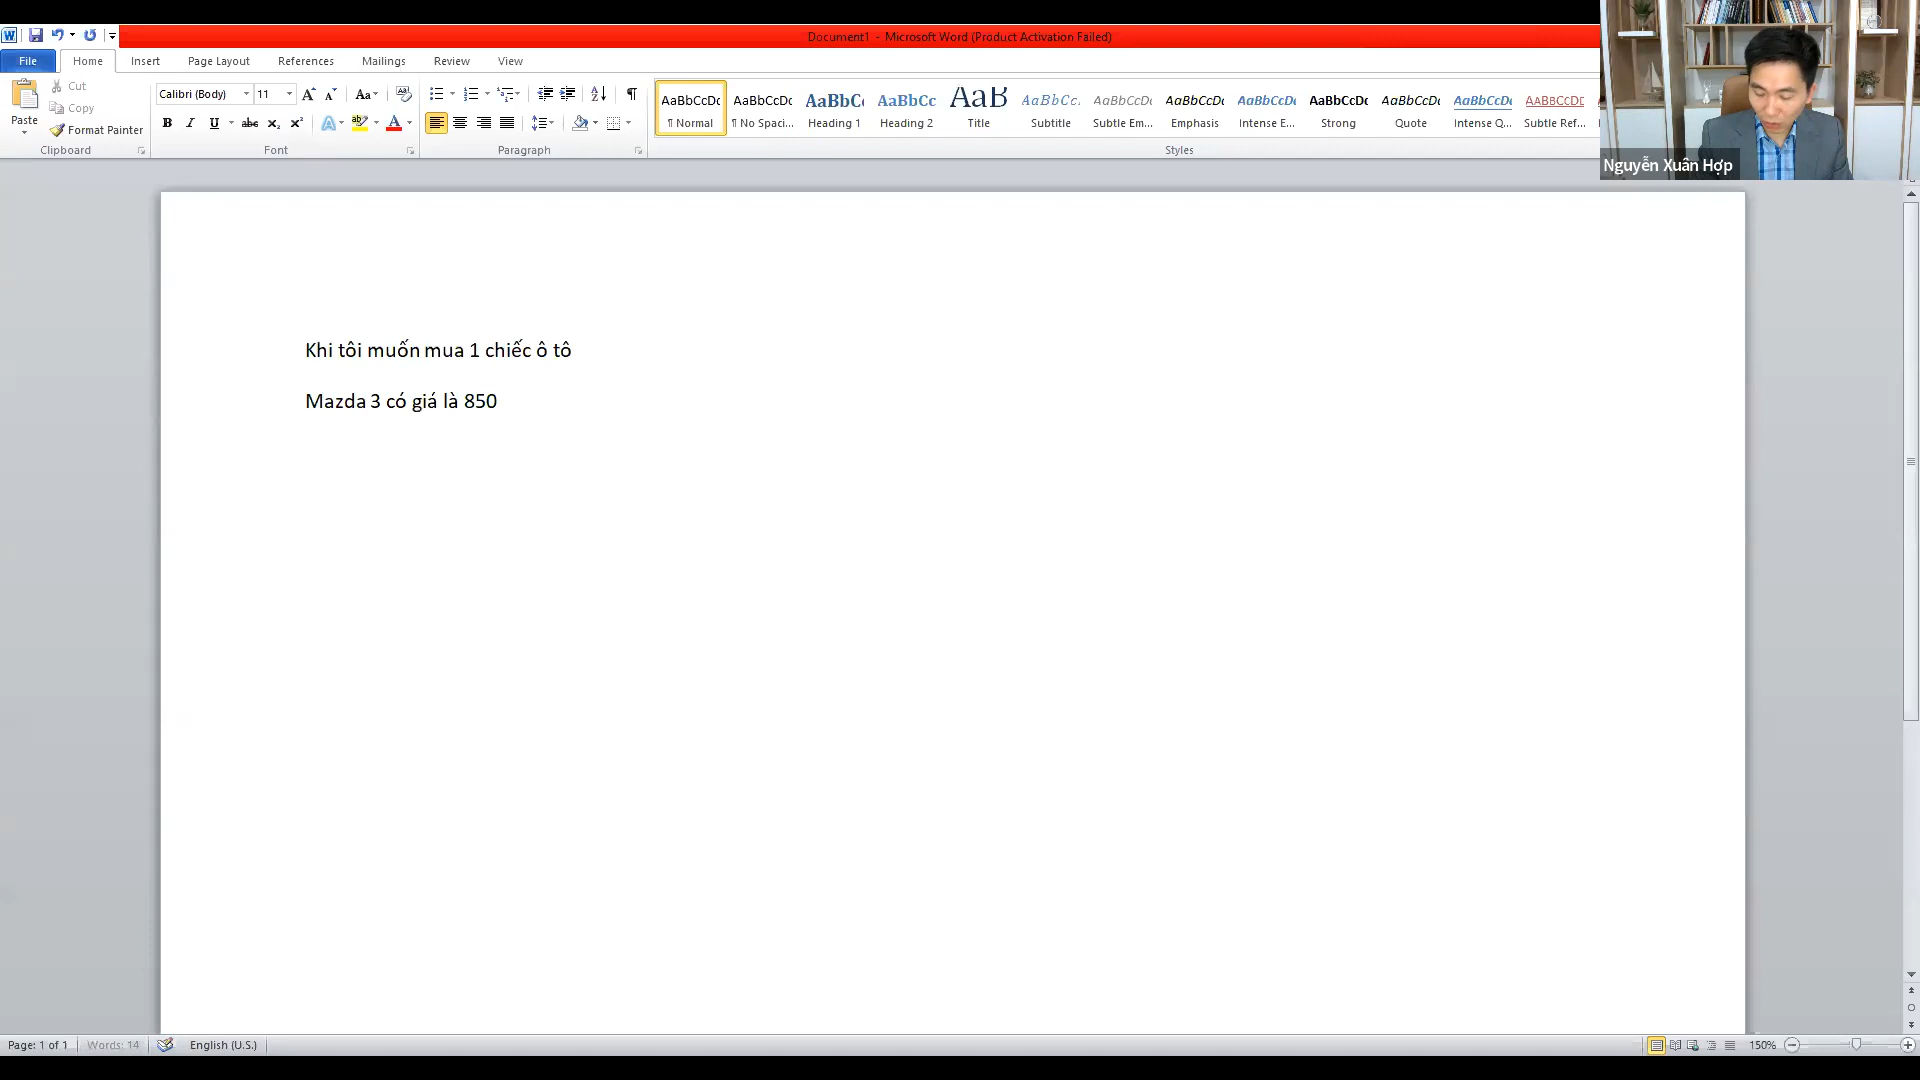 Document1 - Microsoft Word (Product Activation Failed)
File Home Insert Page Layout References Mailings Review View
Cut
Copy
Paste
Format Painter
Clipboard
Calibri (Body) 11
Font
Paragraph
AaBbCcDc AaBbCcDc AaBbC AaBbCc AaB AaBbCc. AaBbCcDc AaBbCcDc AaBbCcDc AaBbCcDc AaBbCcDc AaBbCcDc AABBCCDC
¶ Normal ¶ No Spaci... Heading 1 Heading 2 Title Subtitle Subtle Em... Emphasis Intense E... Strong Quote Intense Q... Subtle Ref...
Styles
Nguyễn Xuân Hợp
Khi tôi muốn mua 1 chiếc ô tô
Mazda 3 có giá là 850
Page: 1 of 1 Words: 14 English (U.S.) 150%